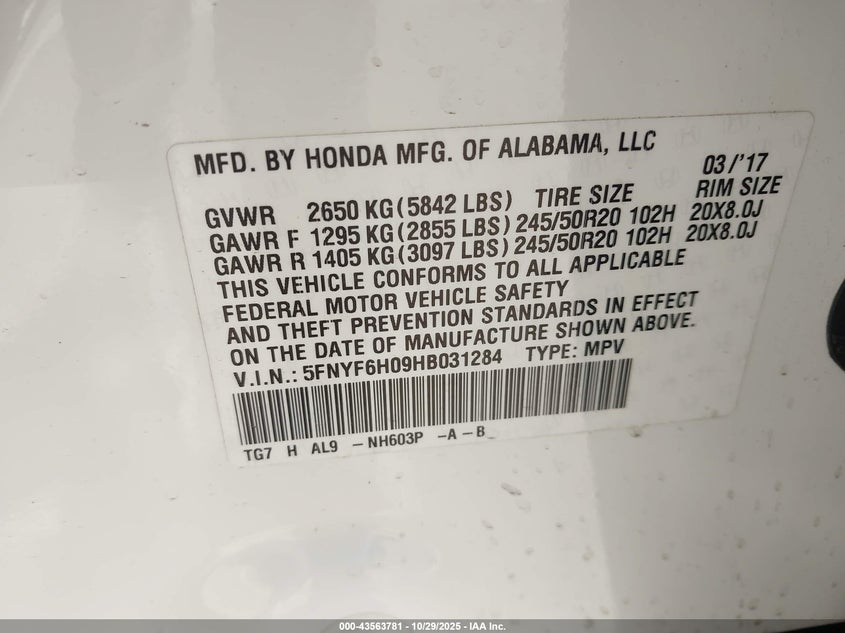 MFD. BY HONDA MFG. OF ALABAMA, LLC
03/'17
GVWR 2650 KG(5842 LBS) TIRE SIZE RIM SIZE
GAWR F 1295 KG(2855 LBS) 245/50R20 102H 20X8.0J
GAWR R 1405 KG(3097 LBS) 245/50R20 102H 20X8.0J
THIS VEHICLE CONFORMS TO ALL APPLICABLE
FEDERAL MOTOR VEHICLE SAFETY
AND THEFT PREVENTION STANDARDS IN EFFECT
ON THE DATE OF MANUFACTURE SHOWN ABOVE.
V.I.N.: 5FNYF6H09HB031284 TYPE: MPV
TG7 H AL9 -NH603P -A-B_
000-43563781 - 10/29/2025 - IAA Inc.